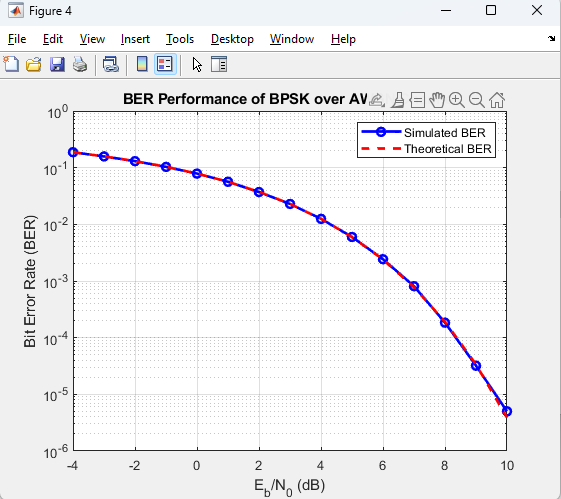 Figure 4
File Edit View Insert Tools Desktop Window Help
BER Performance of BPSK over
Simulated BER
Theoretical BER
10^0
10^-1
10^-2
10^-3
10^-4
10^-5
10^-6
Bit Error Rate (BER)
-4 -2 0 2 4 6 8 10
E_b/N_0 (dB)